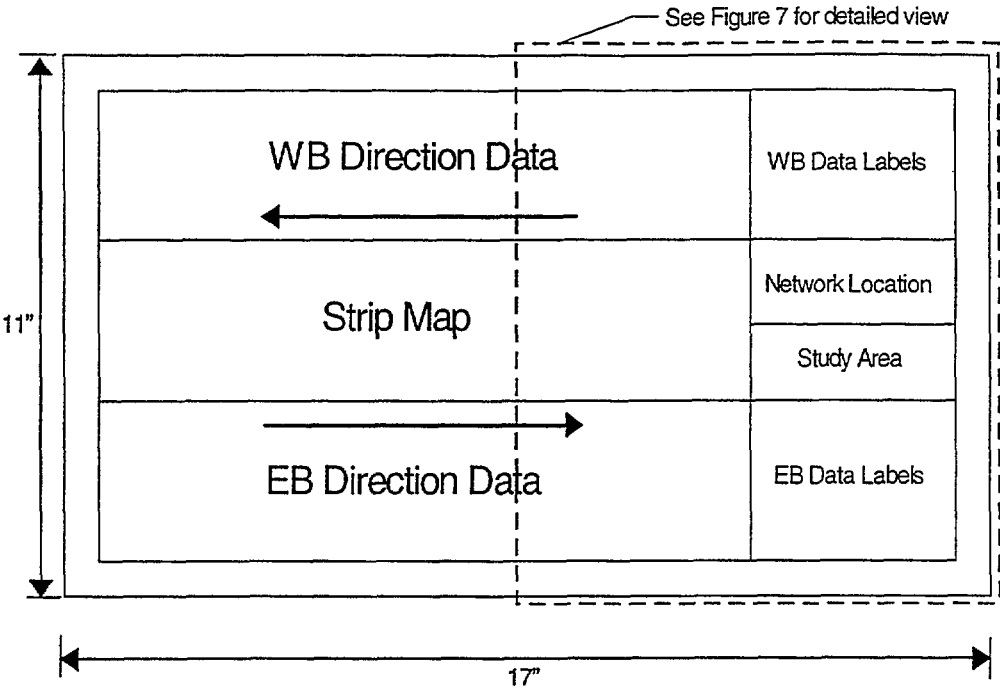 See Figure 7 for detailed view
WB Direction Data
WB Data Labels
Network Location
11"
Strip Map
Study Area
EB Direction Data
EB Data Labels
17"